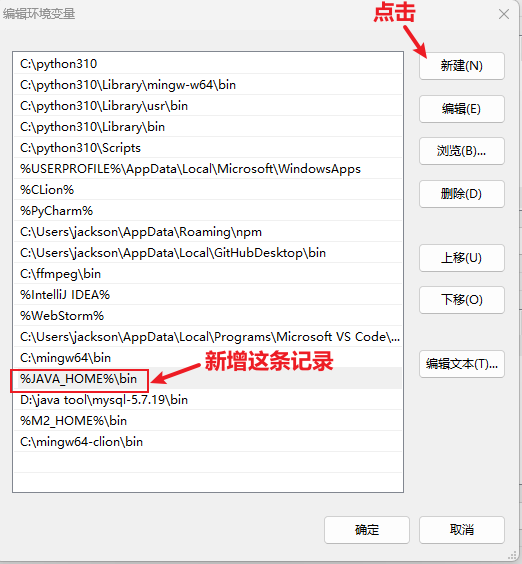 编辑环境变量
点击
C:\python310
新建(N)
C:\python310\Library\mingw-w64\bin
C:\python310\Library\usr\bin
编辑(E)
C:\python310\Library\bin
C:\python310\Scripts
浏览(B)...
%USERPROFILE%\AppData\Local\Microsoft\WindowsApps
%CLion%
删除(D)
%PyCharm%
C:\Users\jackson\AppData\Roaming\npm
C:\Users\jackson\AppData\Local\GitHubDesktop\bin
上移(U)
C:\ffmpeg\bin
%IntelliJ IDEA%
下移(O)
%WebStorm%
C:\Users\jackson\AppData\Local\Programs\Microsoft VS Code\...
C:\mingw64\bin
新增这条记录
编辑文本(T)...
%JAVA_HOME%\bin
D:\java tool\mysql-5.7.19\bin
%M2_HOME%\bin
C:\mingw64-clion\bin
确定
取消